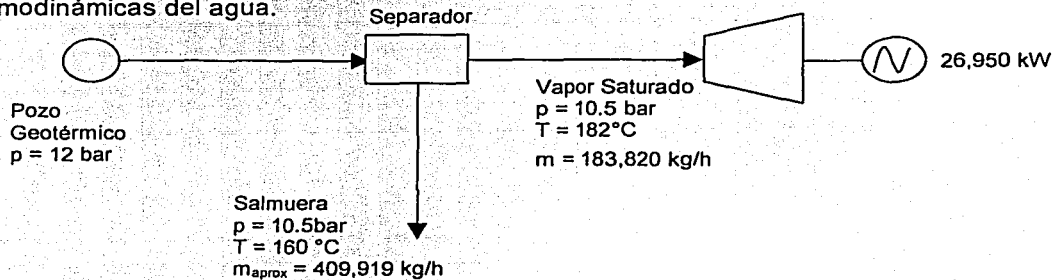 modinámicas del agua.
Separador
26,950 kW
Pozo
Geotérmico
p = 12 bar
Vapor Saturado
p = 10.5 bar
T = 182°C
m = 183,820 kg/h
Salmuera
p = 10.5bar
T = 160 °C
maprox = 409,919 kg/h